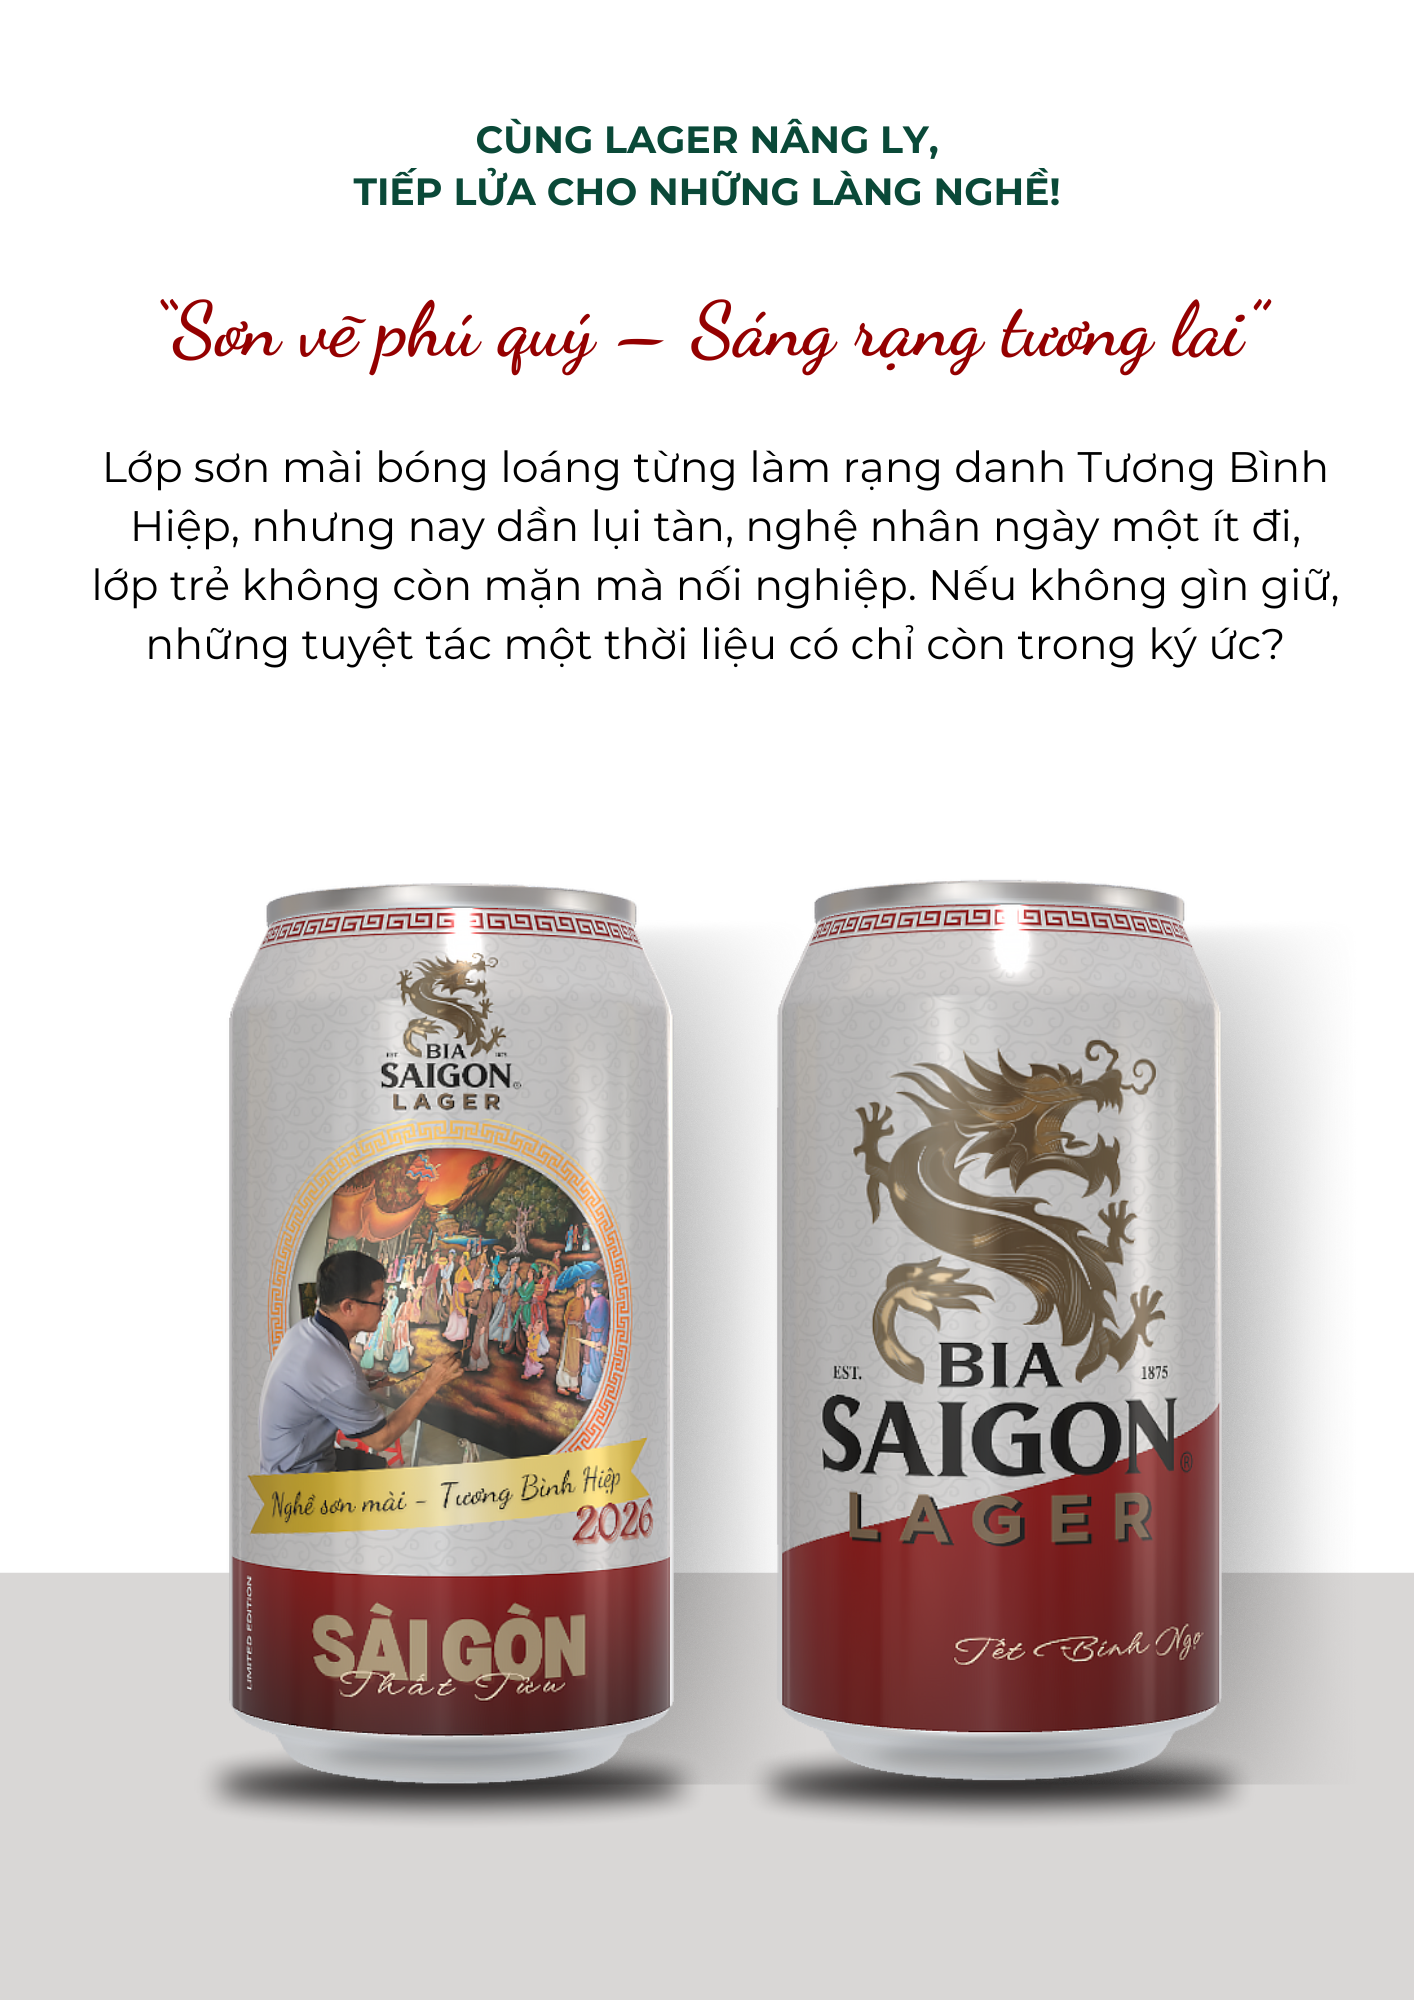 CÙNG LAGER NÂNG LY,
TIẾP LỬA CHO NHỮNG LÀNG NGHỀ!
“Sơn vẽ phú quý – Sáng rạng tương lai”
Lớp sơn mài bóng loáng từng làm rạng danh Tương Bình
Hiệp, nhưng nay dần lụi tàn, nghệ nhân ngày một ít đi,
lớp trẻ không còn mặn mà nối nghiệp. Nếu không gìn giữ,
những tuyệt tác một thời liệu có chỉ còn trong ký ức?
EST. BIA 1875
SAIGON®
LAGER
Nghề sơn mài - Tương Bình Hiệp
2026
LIMITED EDITION
SÀI GÒN
Thất Tửu
EST. BIA 1875
SAIGON®
LAGER
Tết Bính Ngọ